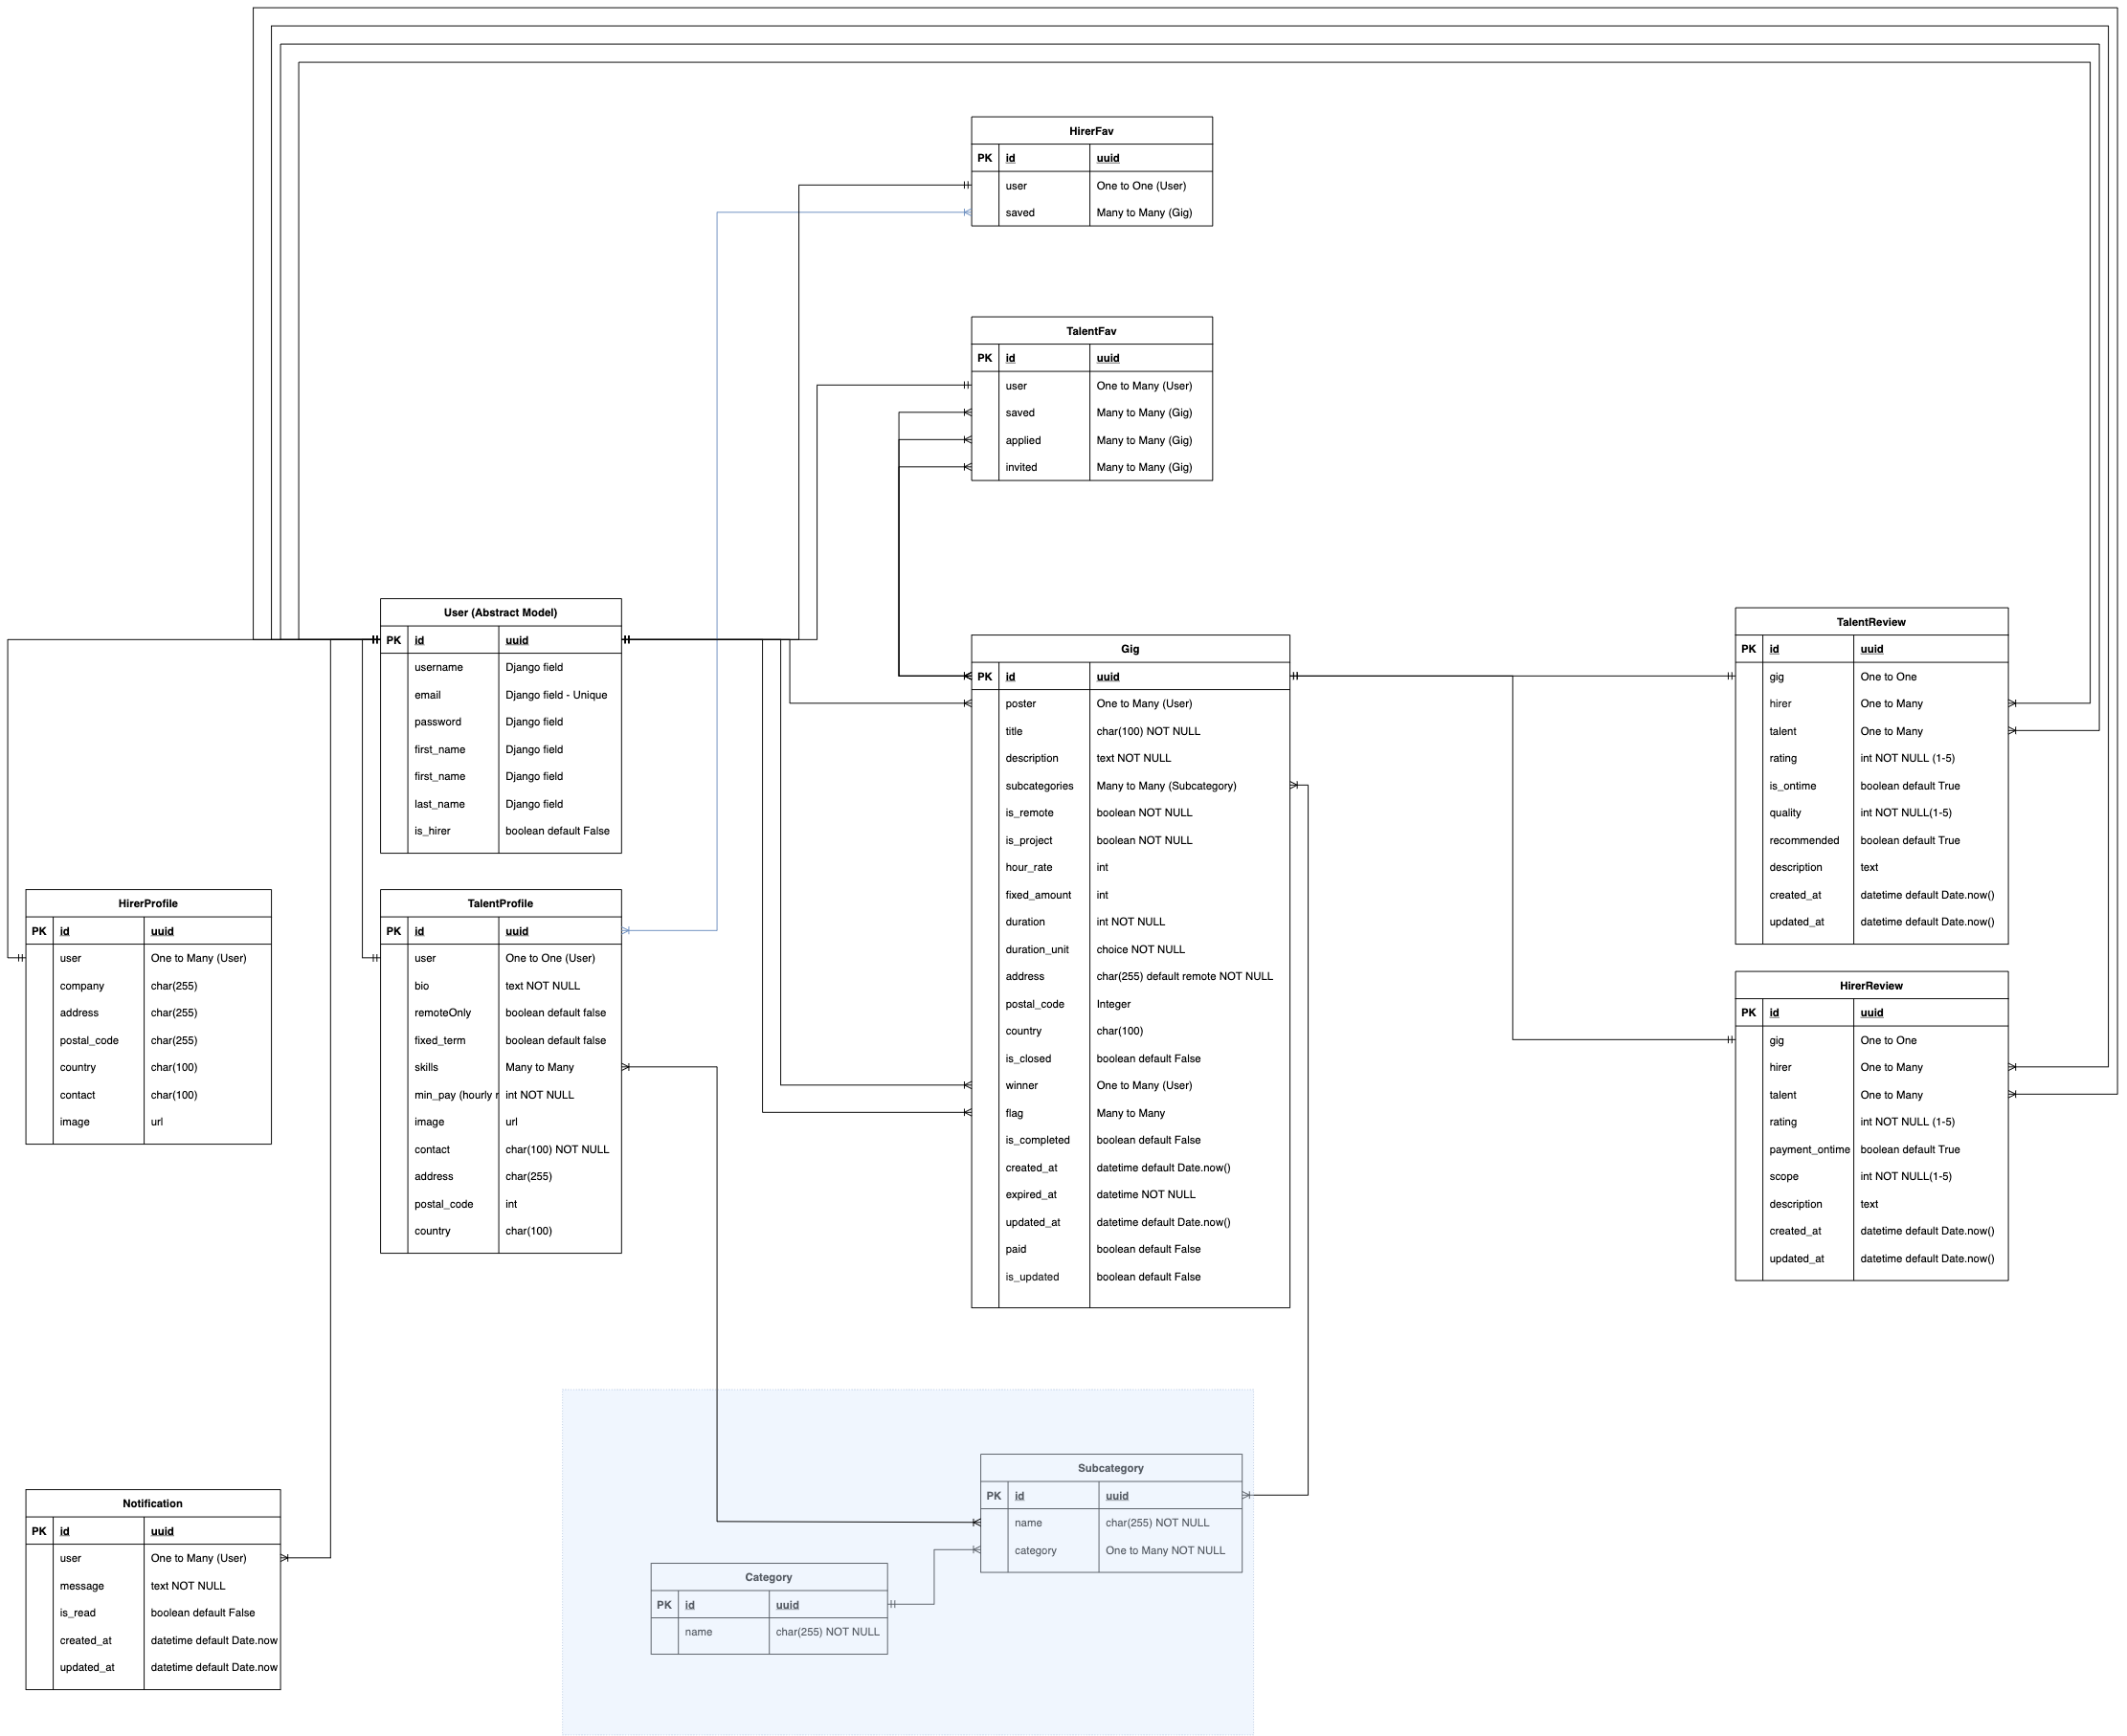 HirerFav
PK id uuid
user One to One (User)
saved Many to Many (Gig)
TalentFav
PK id uuid
user One to Many (User)
saved Many to Many (Gig)
applied Many to Many (Gig)
invited Many to Many (Gig)
User (Abstract Model)
PK id uuid
username Django field
email Django field - Unique
password Django field
first_name Django field
first_name Django field
last_name Django field
is_hirer boolean default False
Gig
PK id uuid
poster One to Many (User)
title char(100) NOT NULL
description text NOT NULL
subcategories Many to Many (Subcategory)
is_remote boolean NOT NULL
is_project boolean NOT NULL
hour_rate int
fixed_amount int
duration int NOT NULL
duration_unit choice NOT NULL
address char(255) default remote NOT NULL
postal_code Integer
country char(100)
is_closed boolean default False
winner One to Many (User)
flag Many to Many
is_completed boolean default False
created_at datetime default Date.now()
expired_at datetime NOT NULL
updated_at datetime default Date.now()
paid boolean default False
is_updated boolean default False
TalentReview
PK id uuid
gig One to One
hirer One to Many
talent One to Many
rating int NOT NULL (1-5)
is_ontime boolean default True
quality int NOT NULL(1-5)
recommended boolean default True
description text
created_at datetime default Date.now()
updated_at datetime default Date.now()
HirerProfile
PK id uuid
user One to Many (User)
company char(255)
address char(255)
postal_code char(255)
country char(100)
contact char(100)
image url
TalentProfile
PK id uuid
user One to One (User)
bio text NOT NULL
remoteOnly boolean default false
fixed_term boolean default false
skills Many to Many
min_pay (hourly r int NOT NULL
image url
contact char(100) NOT NULL
address char(255)
postal_code int
country char(100)
HirerReview
PK id uuid
gig One to One
hirer One to Many
talent One to Many
rating int NOT NULL (1-5)
payment_ontime boolean default True
scope int NOT NULL(1-5)
description text
created_at datetime default Date.now()
updated_at datetime default Date.now()
Notification
PK id uuid
user One to Many (User)
message text NOT NULL
is_read boolean default False
created_at datetime default Date.now
updated_at datetime default Date.now
Subcategory
PK id uuid
name char(255) NOT NULL
category One to Many NOT NULL
Category
PK id uuid
name char(255) NOT NULL